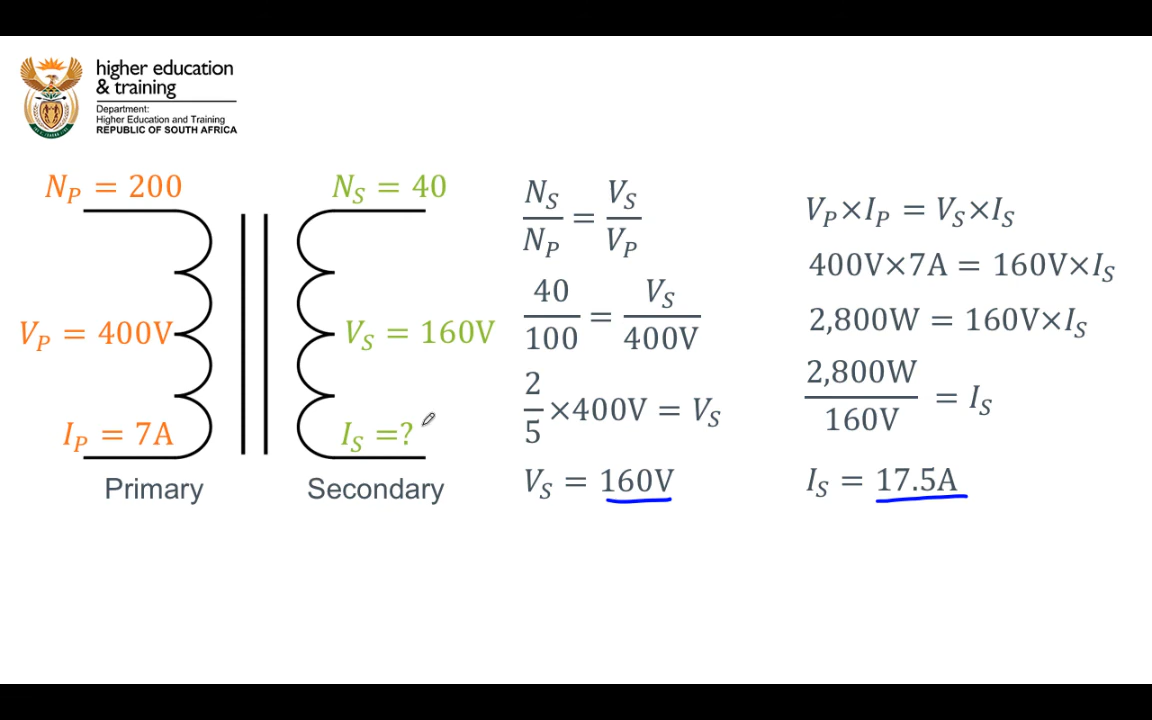 higher education
& training
Department:
Higher Education and Training
REPUBLIC OF SOUTH AFRICA
N_P = 200
N_S = 40
V_P = 400V
V_S = 160V
I_P = 7A
I_S =?
Primary
Secondary
N_S/N_P = V_S/V_P
40/100 = V_S/400V
2/5 ×400V = V_S
V_S = 160V
V_P×I_P = V_S×I_S
400V×7A = 160V×I_S
2,800W = 160V×I_S
2,800W/160V = I_S
I_S = 17.5A